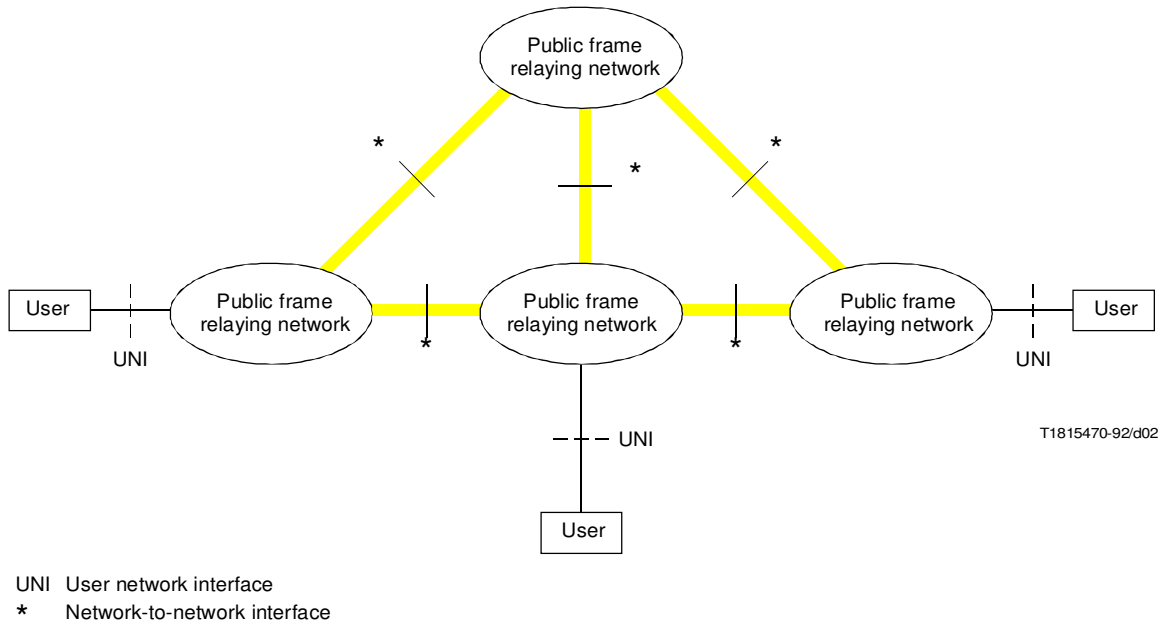 Public frame
relaying network
*
*
*
User
Public frame
relaying network
Public frame
relaying network
Public frame
relaying network
User
UNI
*
*
UNI
UNI
T1815470-92/d02
User
UNI User network interface
* Network-to-network interface